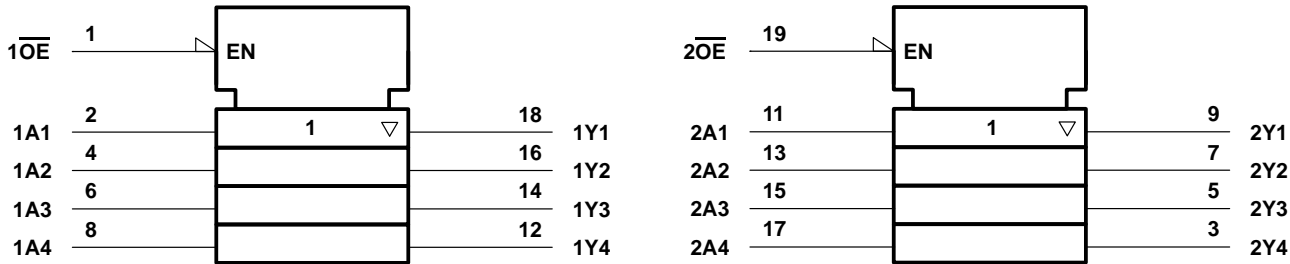 1O̅E̅ 1 EN
1A1 2 1 ▽ 18 1Y1
1A2 4 16 1Y2
1A3 6 14 1Y3
1A4 8 12 1Y4
2O̅E̅ 19 EN
2A1 11 1 ▽ 9 2Y1
2A2 13 7 2Y2
2A3 15 5 2Y3
2A4 17 3 2Y4